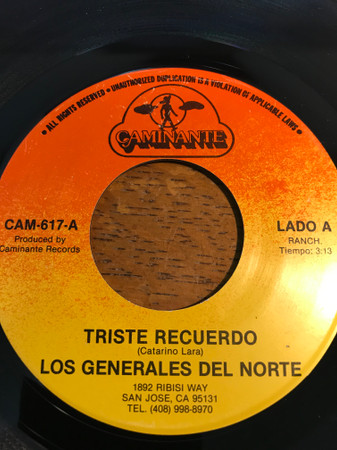 • ALL RIGHTS RESERVED • UNAUTHORIZED DUPLICATION IS A VIOLATION OF APPLICABLE LAWS •
CAMINANTE
CAM-617-A
Produced by
Caminante Records
LADO A
RANCH.
Tiempo: 3:13
TRISTE RECUERDO
(Catarino Lara)
LOS GENERALES DEL NORTE
1892 RIBISI WAY
SAN JOSE, CA 95131
TEL. (408) 998-8970